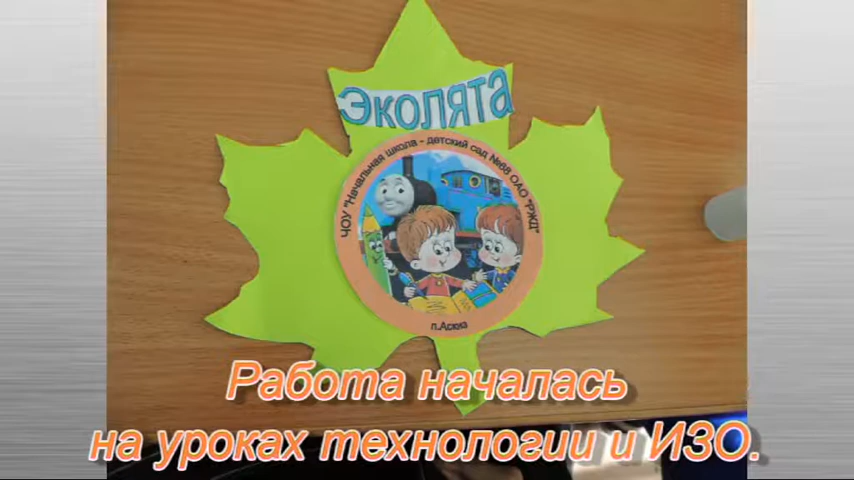 Эколята
ЧОУ "Начальная школа - детский сад №88 ОАО "РЖД"
п.Аскиз
Работа началась
на уроках технологии и ИЗО.